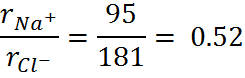 r_{Na^+} / r_{Cl^-} = 95 / 181 = 0.52